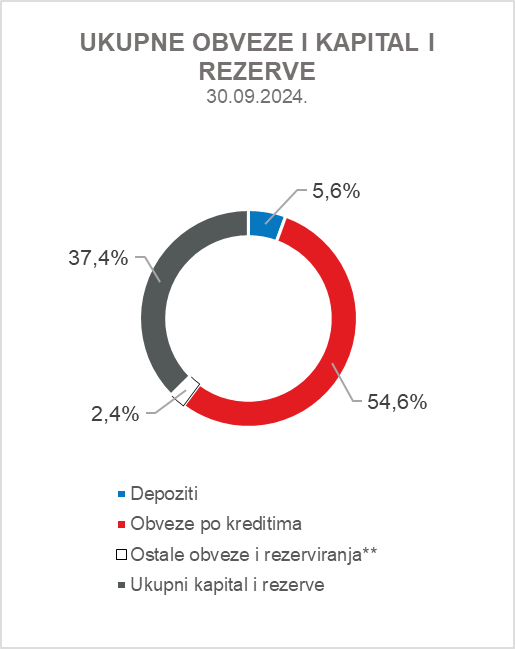 UKUPNE OBVEZE I KAPITAL I
REZERVE
30.09.2024.
5,6%
37,4%
54,6%
2,4%
Depoziti
Obveze po kreditima
Ostale obveze i rezerviranja**
Ukupni kapital i rezerve